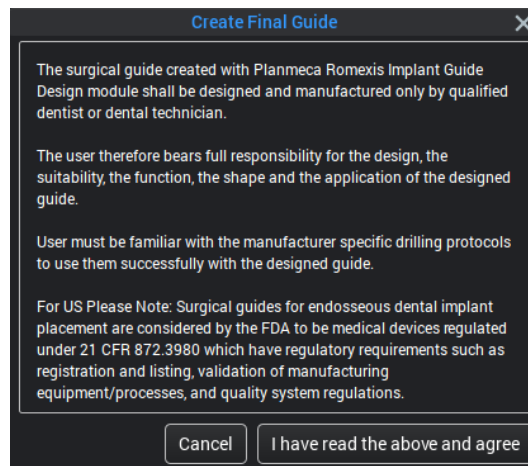 Create Final Guide
The surgical guide created with Planmeca Romexis Implant Guide
Design module shall be designed and manufactured only by qualified
dentist or dental technician.
The user therefore bears full responsibility for the design, the
suitability, the function, the shape and the application of the designed
guide.
User must be familiar with the manufacturer specific drilling protocols
to use them successfully with the designed guide.
For US Please Note: Surgical guides for endosseous dental implant
placement are considered by the FDA to be medical devices regulated
under 21 CFR 872.3980 which have regulatory requirements such as
registration and listing, validation of manufacturing
equipment/processes, and quality system regulations.
Cancel
I have read the above and agree